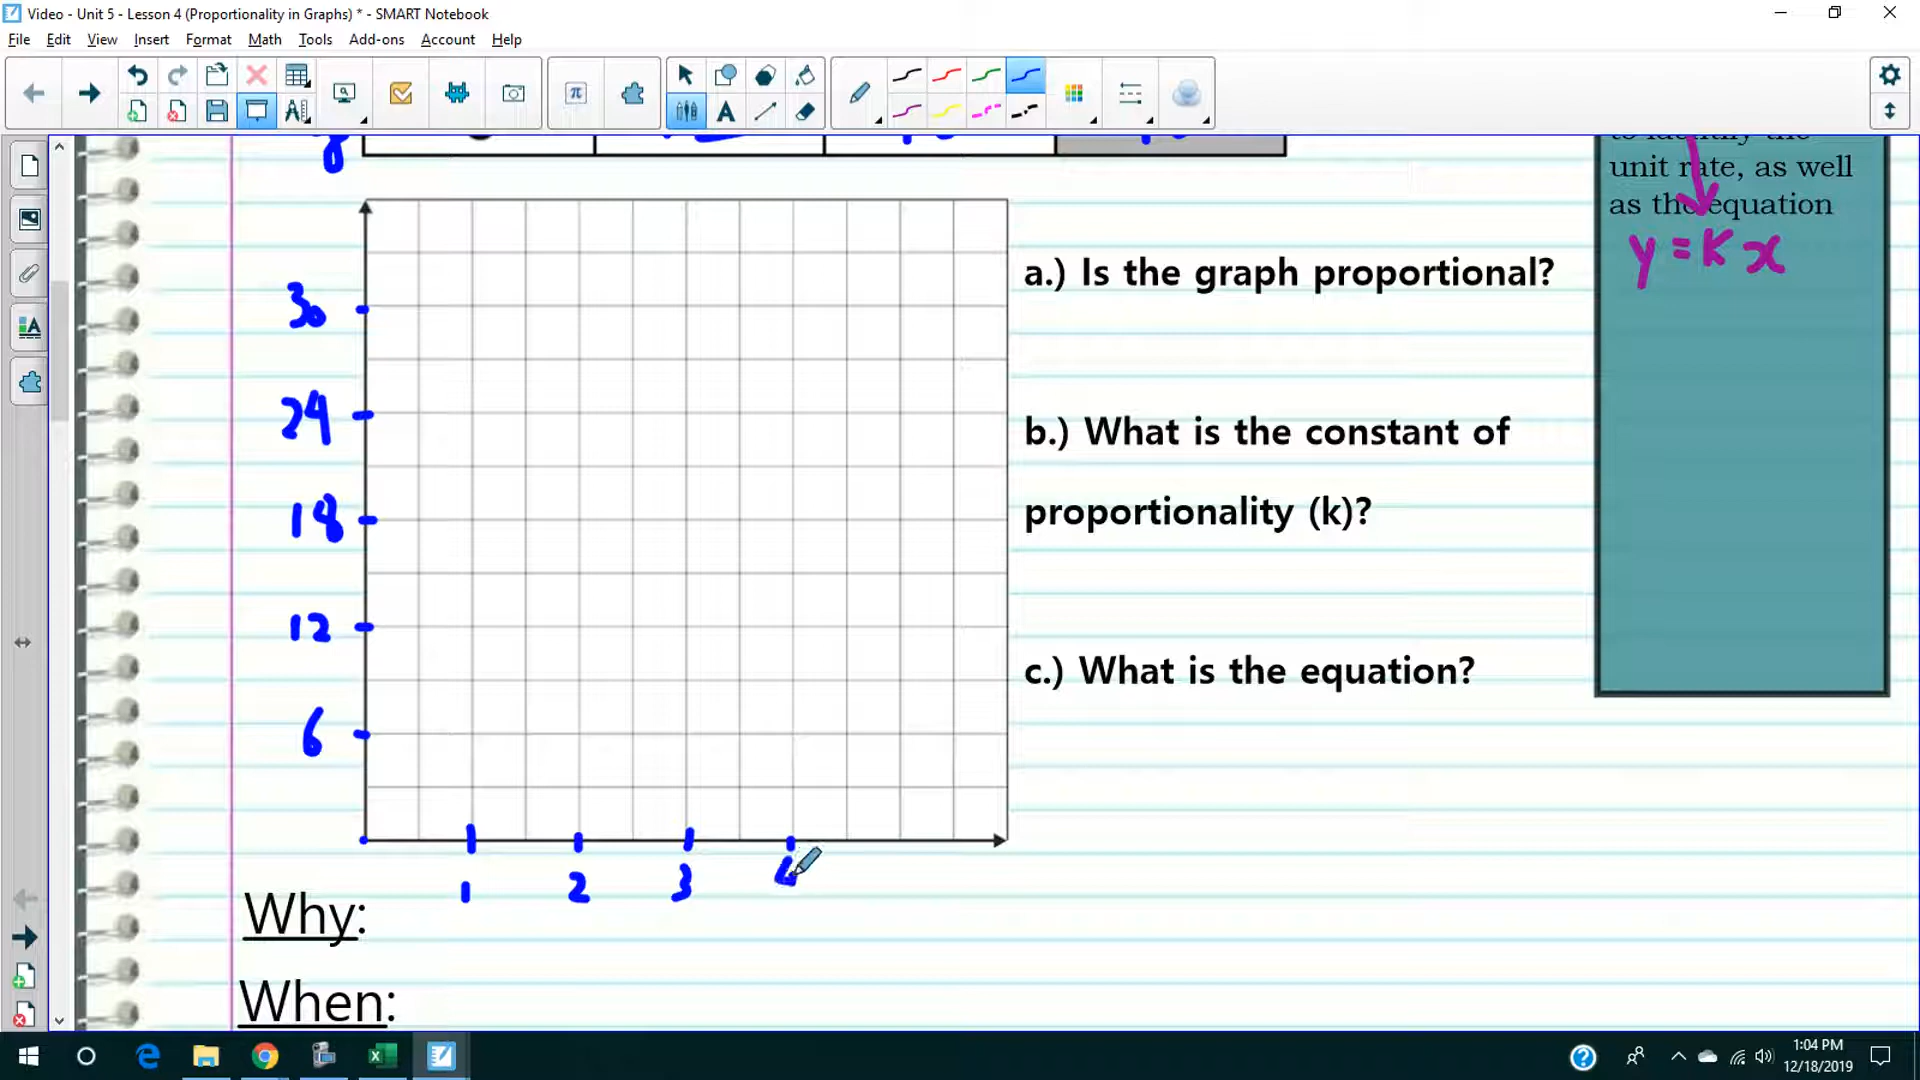 Video - Unit 5 - Lesson 4 (Proportionality in Graphs) * - SMART Notebook
File Edit View Insert Format Math Tools Add-ons Account Help
y
unit rate, as well
as the equation
y = K x
30
24
18
12
6
1 2 3
a.) Is the graph proportional?
b.) What is the constant of
proportionality (k)?
c.) What is the equation?
Why:
When:
1:04 PM
12/18/2019